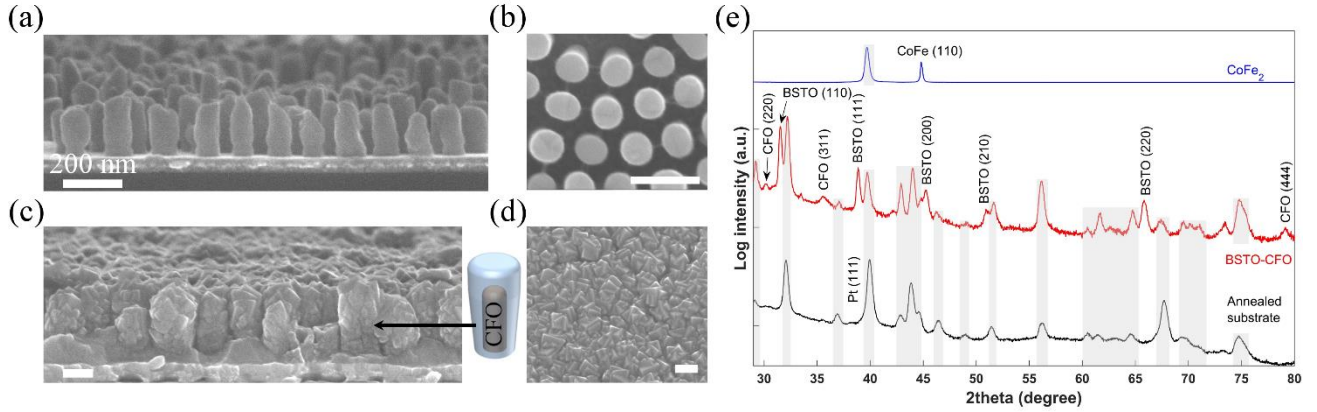 (a)
200 nm
(b)
(c)
CFO
(d)
(e)
Log intensity (a.u.)
CoFe (110)
CoFe₂
CFO (220)
BSTO (110)
CFO (311)
BSTO (111)
BSTO (200)
BSTO (210)
BSTO (220)
CFO (444)
BSTO-CFO
Pt (111)
Annealed
substrate
30 35 40 45 50 55 60 65 70 75 80
2theta (degree)